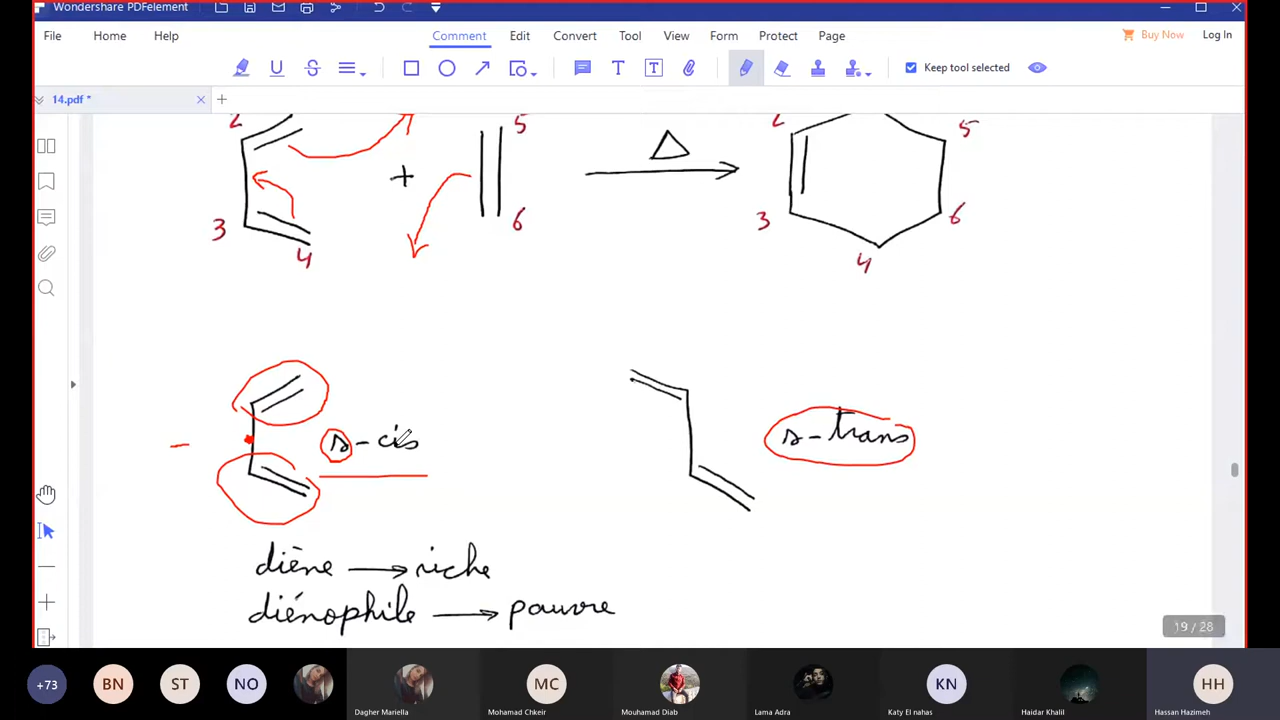 Wondershare PDFelement
File Home Help Comment Edit Convert Tool View Form Protect Page Buy Now Log In
Keep tool selected
14.pdf *
2 5 2 5
+ Δ
3 6 3 6
4 4
s-cis s-trans
diène → riche
diénophile → pauvre
19 / 28
+73 BN ST NO MC KN HH
Dagher Mariella Mohamad Chkeir Mouhamad Diab Lama Adra Katy El nahas Haidar Khalil Hassan Hazimeh